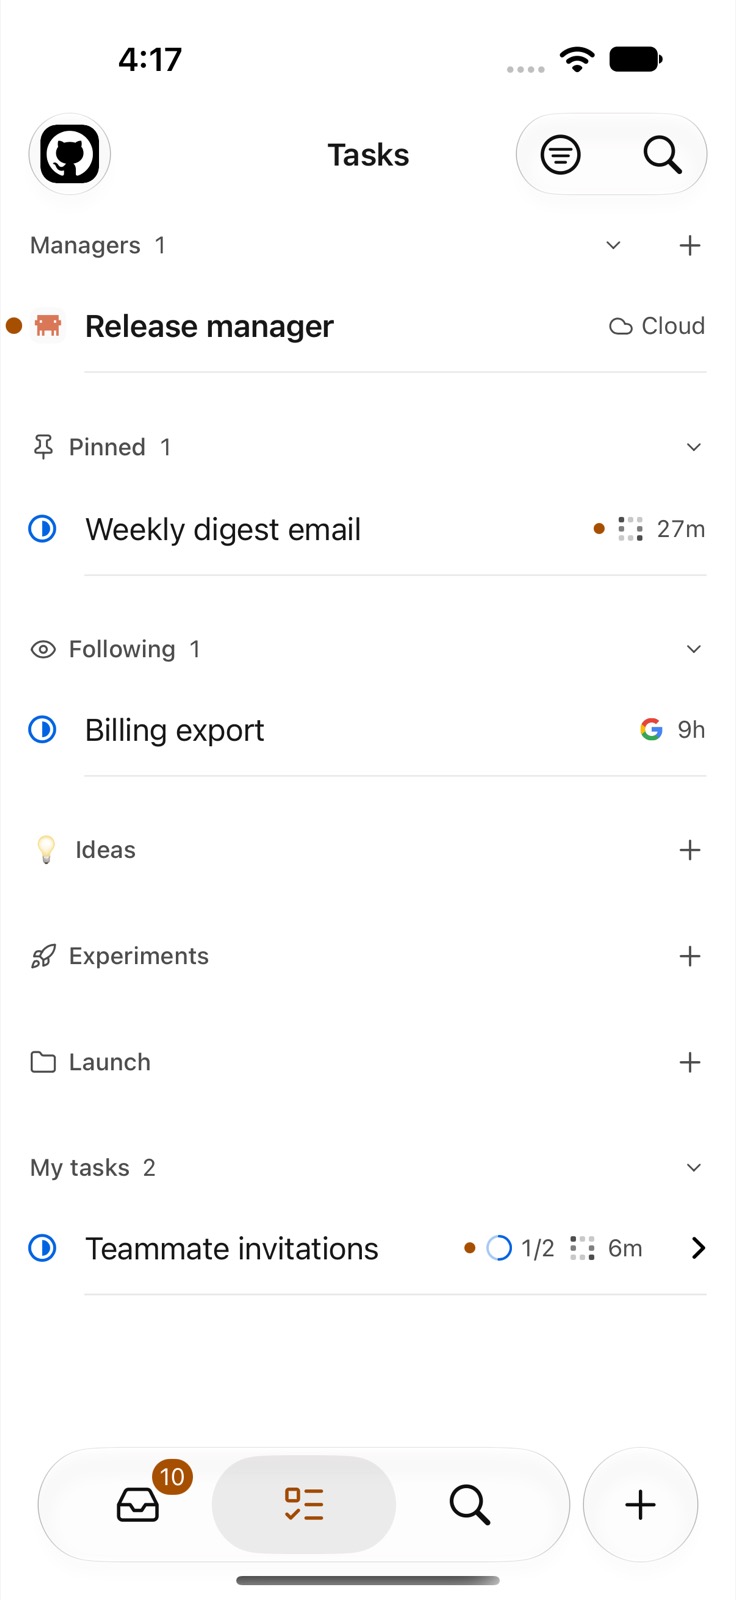 4:17
Tasks
Managers 1
Release manager Cloud
Pinned 1
Weekly digest email 27m
Following 1
Billing export 9h
Ideas
Experiments
Launch
My tasks 2
Teammate invitations 1/2 6m
10